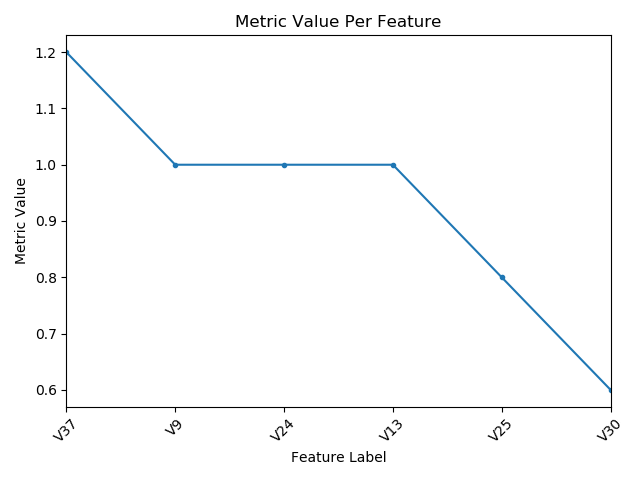 Metric Value Per Feature
1.2
1.1
1.0
0.9
0.8
0.7
0.6
Metric Value
V37 V9 V24 V13 V25 V30
Feature Label